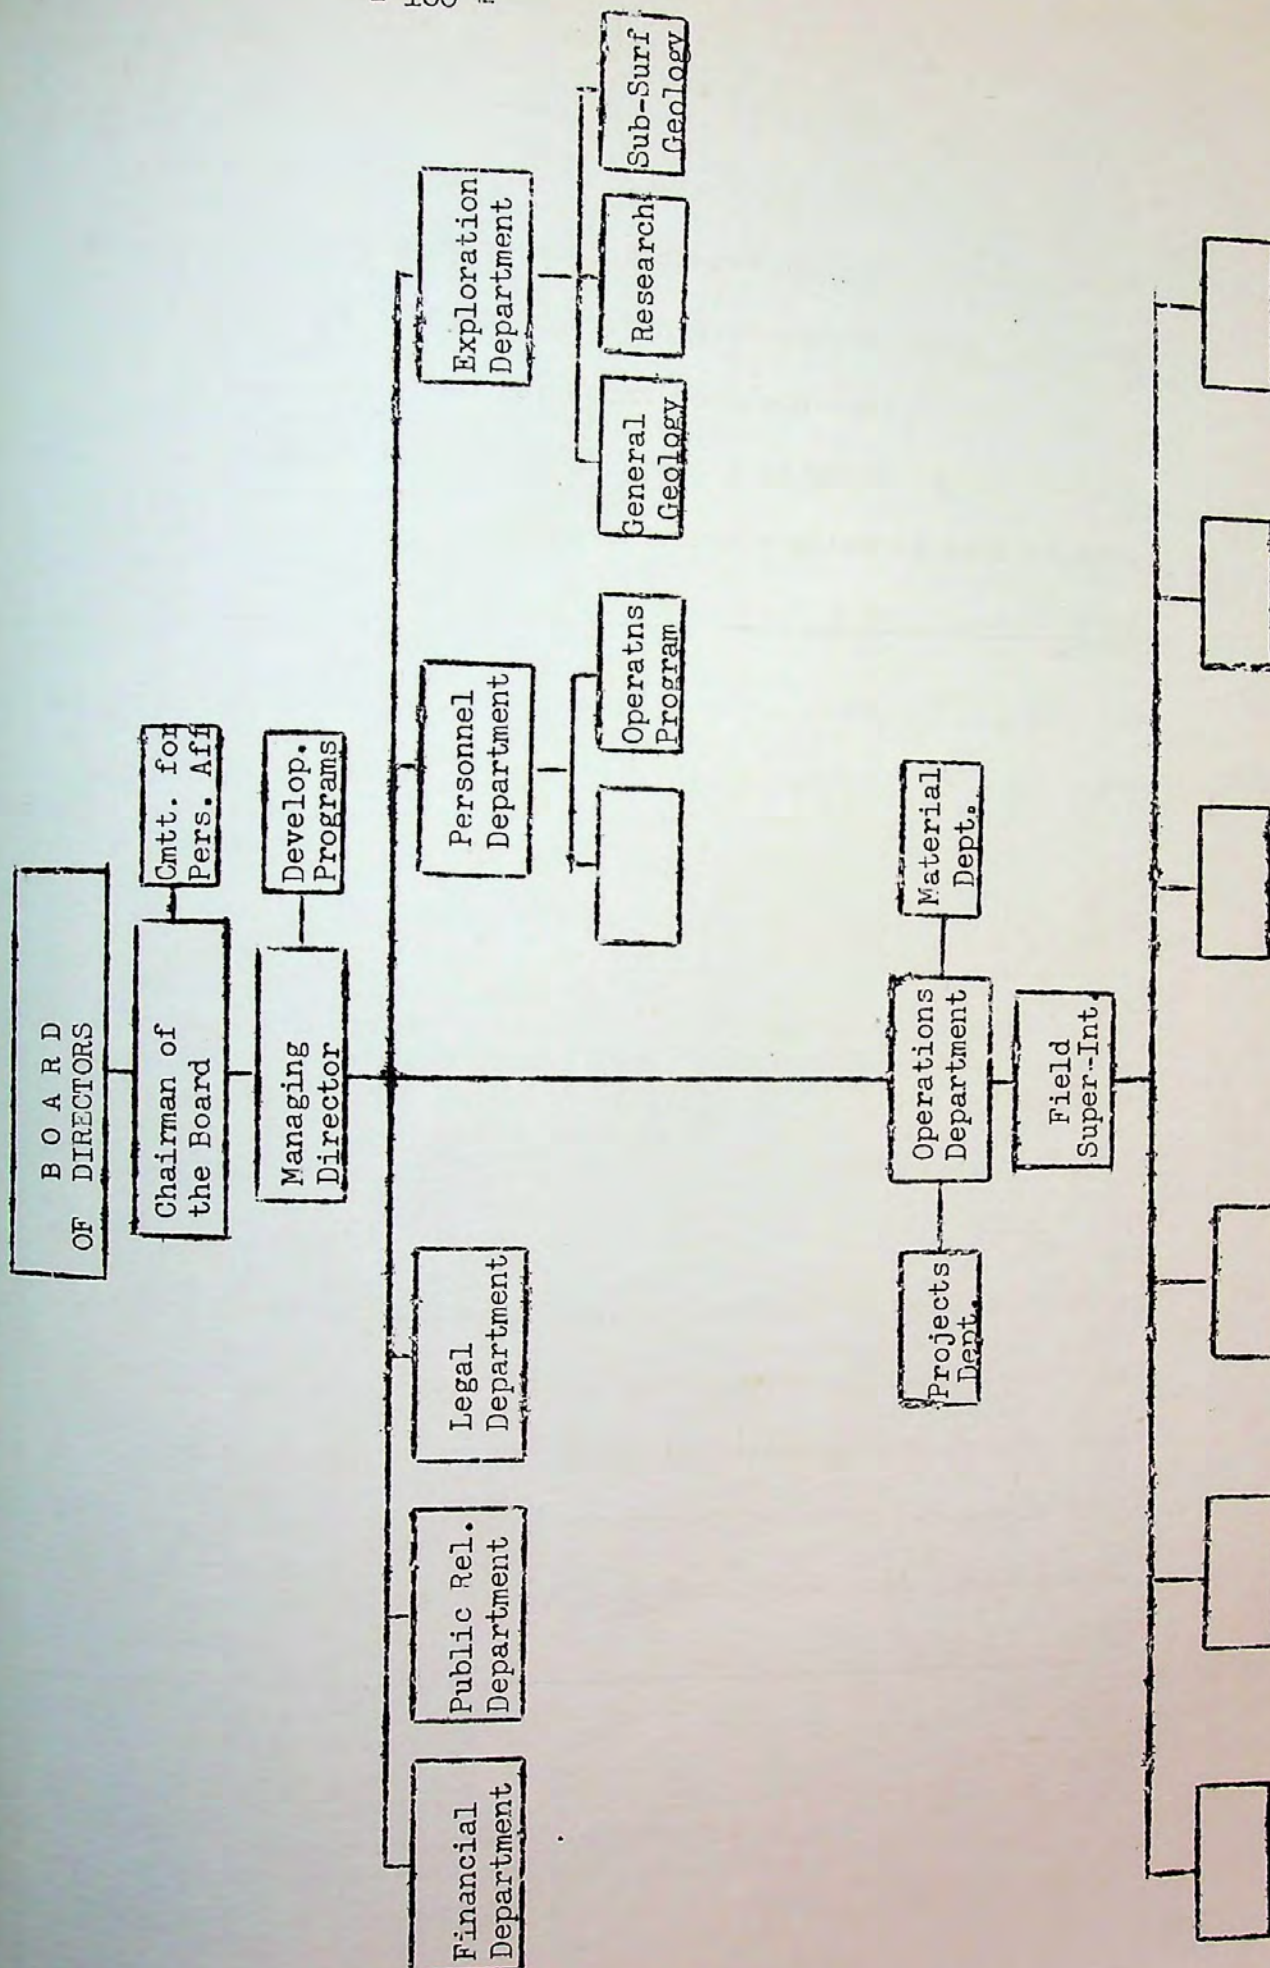 B O A R D
OF DIRECTORS
Chairman of
the Board
Cmtt. for
Pers. Aff
Managing
Director
Develop.
Programs
Financial
Department
Public Rel.
Department
Legal
Department
Personnel
Department
Exploration
Department
Operatns
Program
General
Geology
Research
Sub-Surf
Geology
Projects
Dept.
Operations
Department
Material
Dept.
Field
Super-Int.